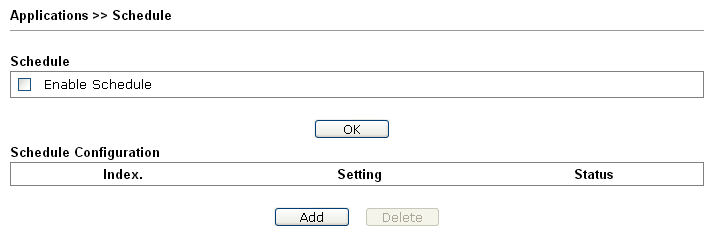 Applications >> Schedule
Schedule
Enable Schedule
OK
Schedule Configuration
Index. Setting Status
Add Delete